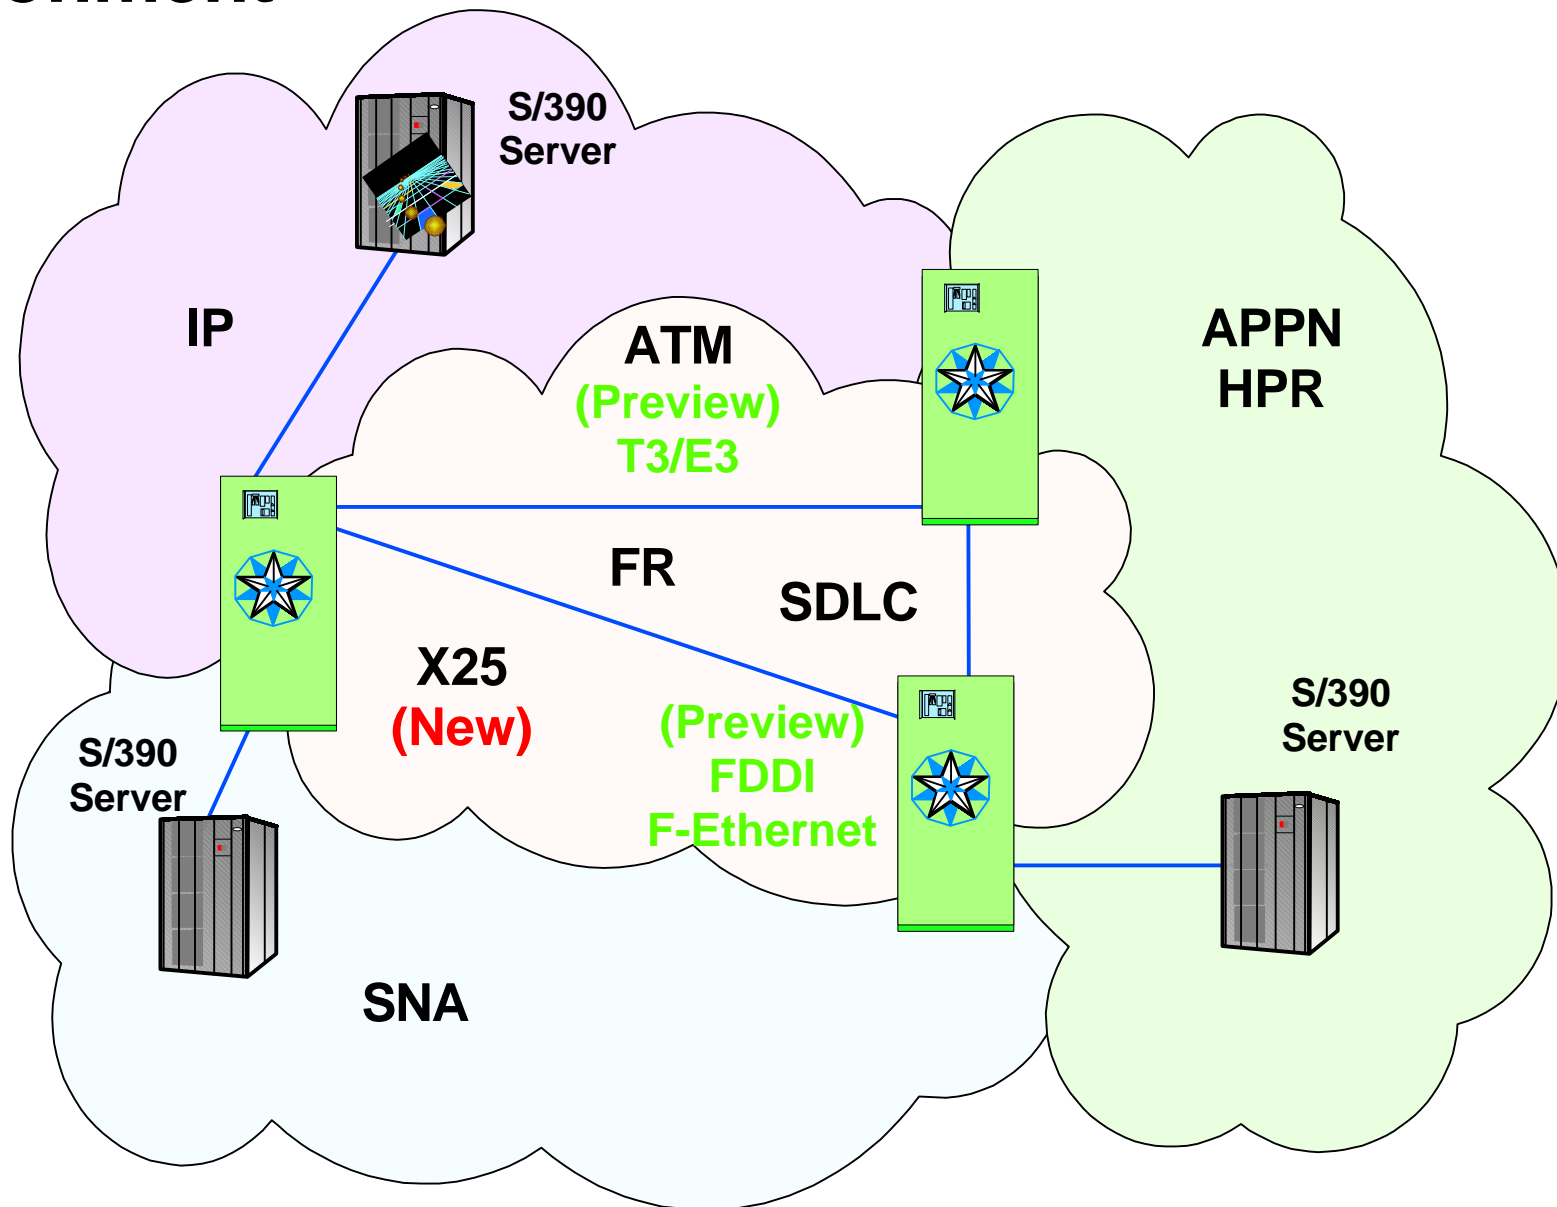 S/390
Server
IP
ATM
(Preview)
T3/E3
APPN
HPR
FR
SDLC
X25
(New)
(Preview)
FDDI
F-Ethernet
S/390
Server
S/390
Server
SNA